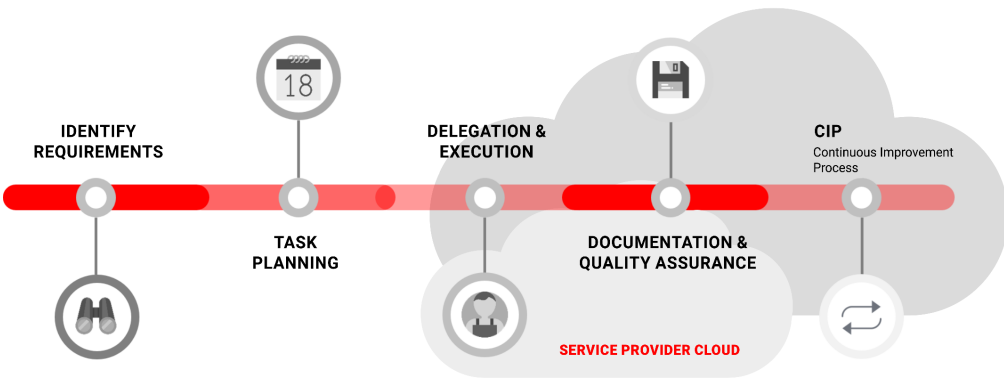 IDENTIFY
REQUIREMENTS
18
TASK
PLANNING
DELEGATION &
EXECUTION
DOCUMENTATION &
QUALITY ASSURANCE
CIP
Continuous Improvement
Process
SERVICE PROVIDER CLOUD